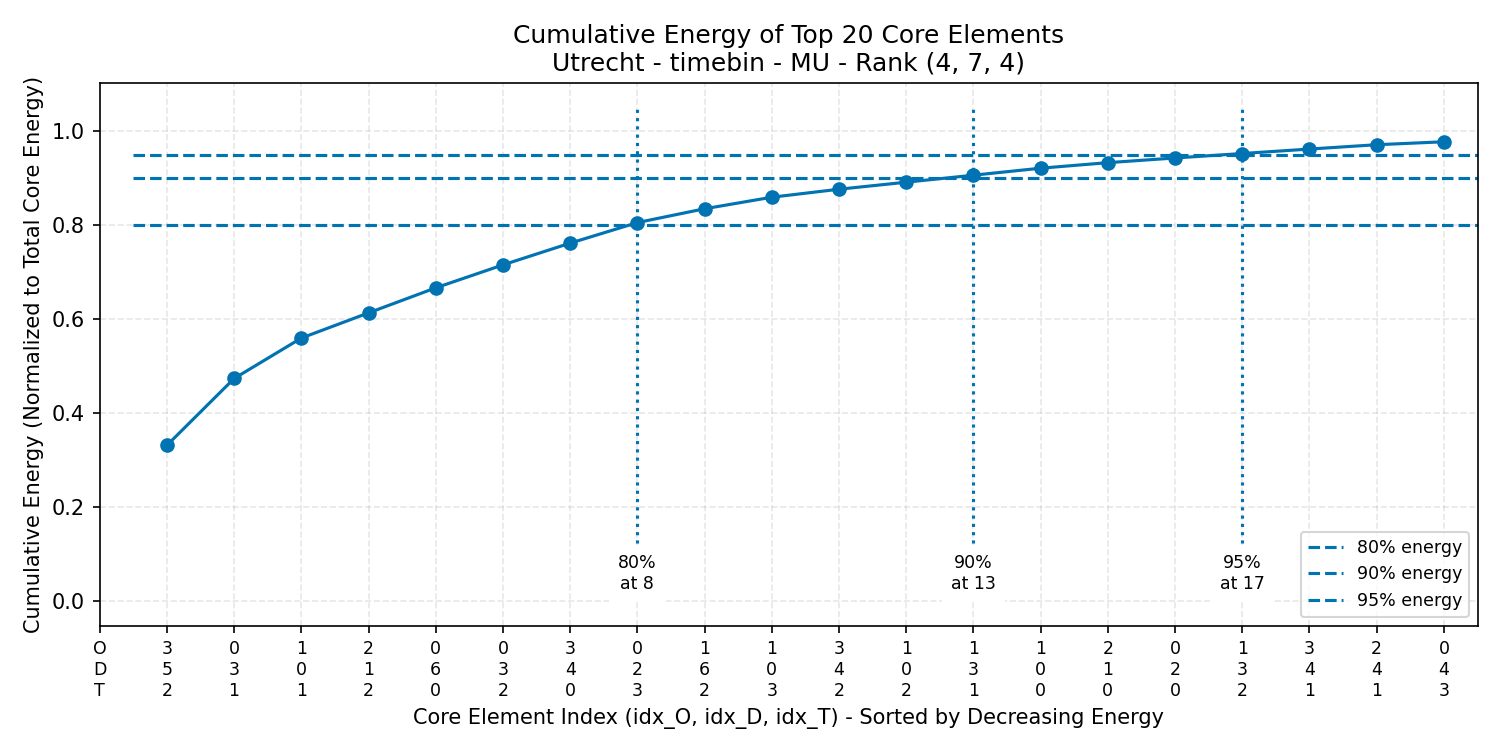 Cumulative Energy of Top 20 Core Elements
Utrecht - timebin - MU - Rank (4, 7, 4)
Cumulative Energy (Normalized to Total Core Energy)
1.0
0.8
0.6
0.4
0.2
0.0
80%
at 8
90%
at 13
95%
at 17
80% energy
90% energy
95% energy
O 3 0 1 2 0 0 3 0 1 1 3 1 1 1 2 0 1 3 2 0
D 5 3 0 1 6 3 4 2 6 0 4 0 3 0 1 2 3 4 4 4
T 2 1 1 2 0 2 0 3 2 3 2 2 1 0 0 0 2 1 1 3
Core Element Index (idx_O, idx_D, idx_T) - Sorted by Decreasing Energy